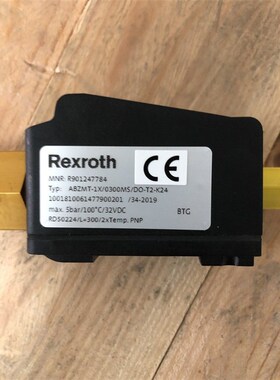 Rexroth
CE
MNR: R901247784
Typ: ABZMT-1X/0300MS/DO-T2-K24
1001810061477900201 /34-2019
max. 5bar/100°C/32VDC BTG
RD50224/L=300/2xTemp. PNP